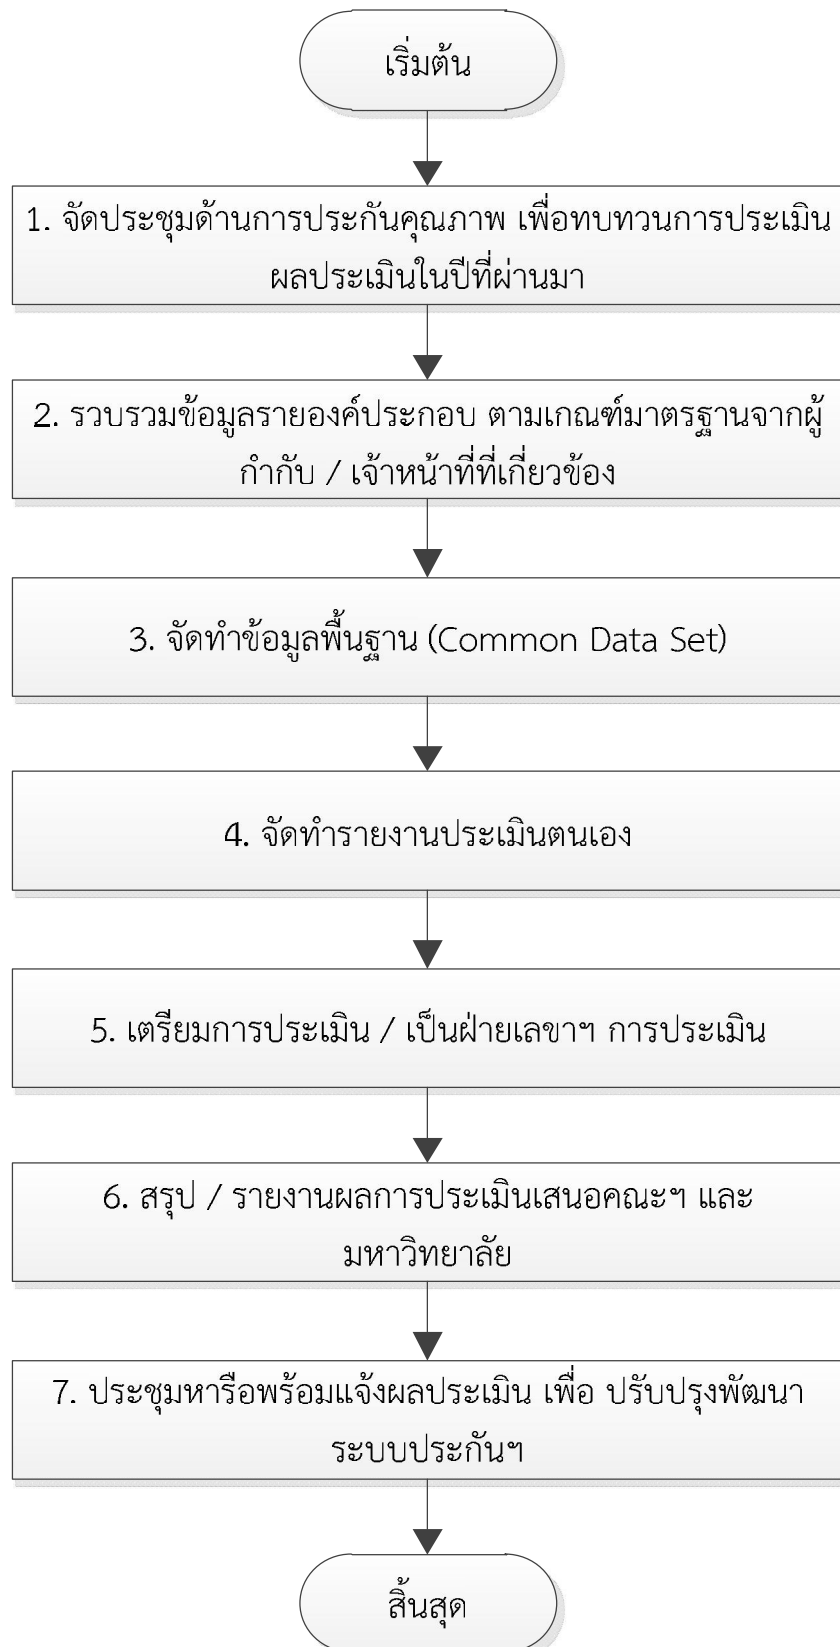 เริ่มต้น
1. จัดประชุมด้านการประกันคุณภาพ เพื่อทบทวนการประเมิน
ผลประเมินในปีที่ผ่านมา
2. รวบรวมข้อมูลรายองค์ประกอบ ตามเกณฑ์มาตรฐานจากผู้
กำกับ / เจ้าหน้าที่ที่เกี่ยวข้อง
3. จัดทำข้อมูลพื้นฐาน (Common Data Set)
4. จัดทำรายงานประเมินตนเอง
5. เตรียมการประเมิน / เป็นฝ่ายเลขาฯ การประเมิน
6. สรุป / รายงานผลการประเมินเสนอคณะฯ และ
มหาวิทยาลัย
7. ประชุมหารือพร้อมแจ้งผลประเมิน เพื่อ ปรับปรุงพัฒนา
ระบบประกันฯ
สิ้นสุด